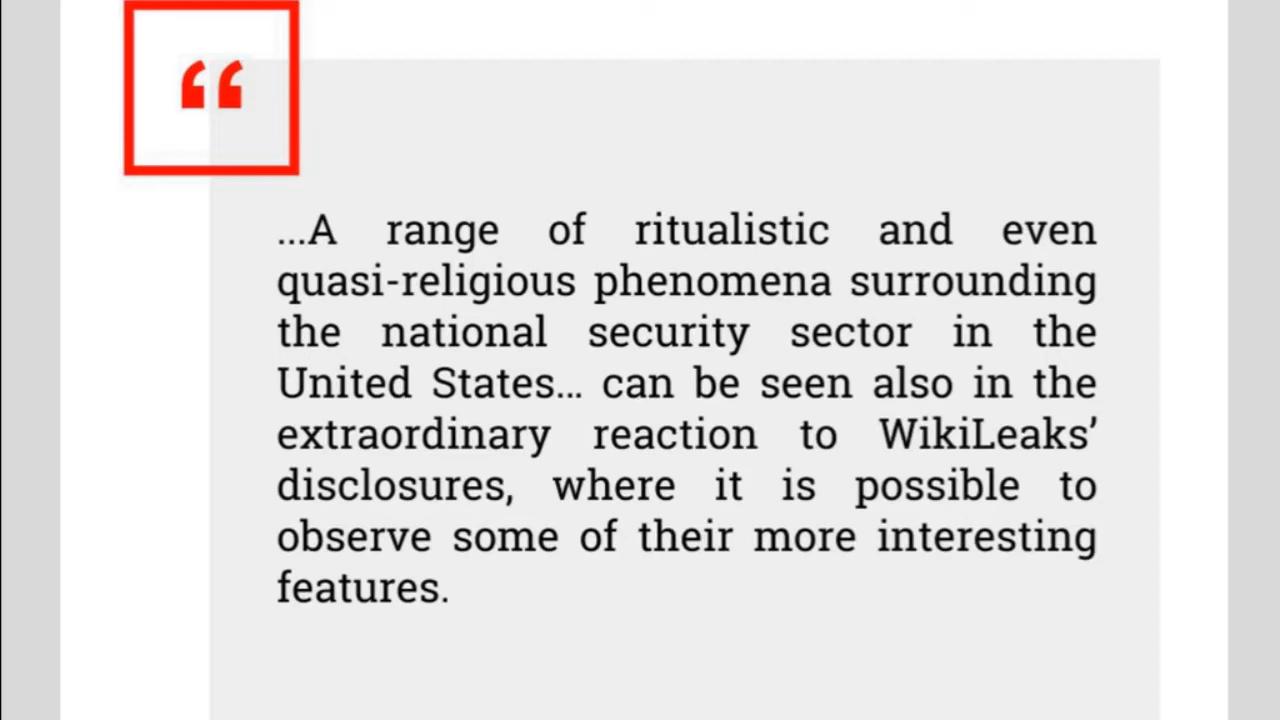 “
...A range of ritualistic and even
quasi-religious phenomena surrounding
the national security sector in the
United States... can be seen also in the
extraordinary reaction to WikiLeaks’
disclosures, where it is possible to
observe some of their more interesting
features.